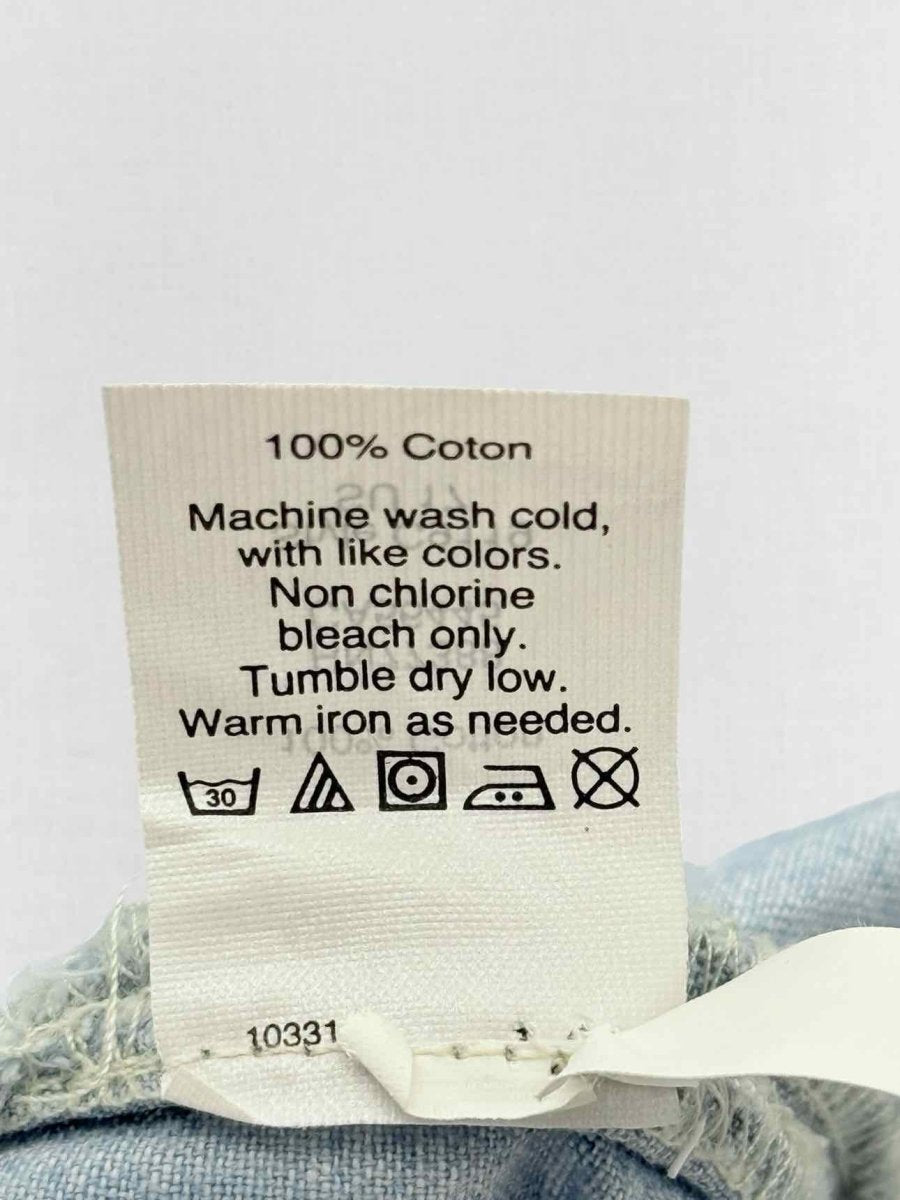 100% Coton
Machine wash cold,
with like colors.
Non chlorine
bleach only.
Tumble dry low.
Warm iron as needed.
30
10331